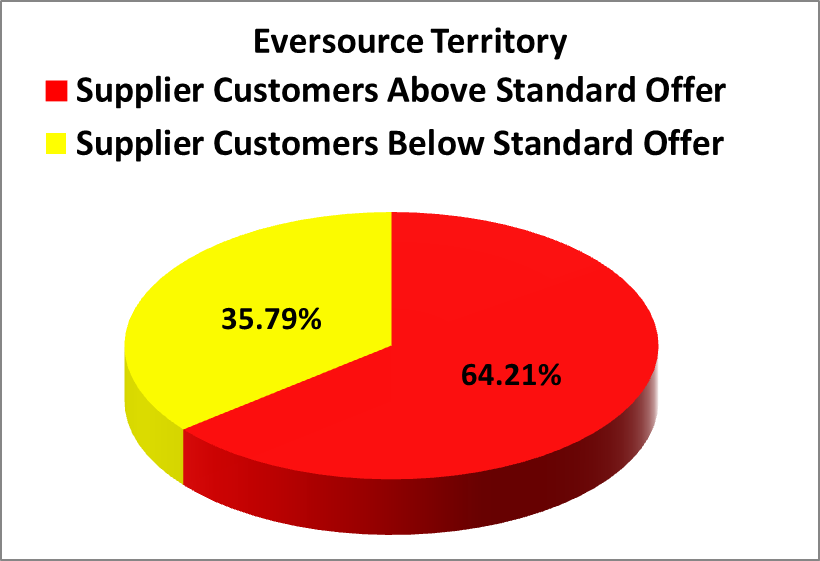 Eversource Territory
Supplier Customers Above Standard Offer
Supplier Customers Below Standard Offer
35.79%
64.21%